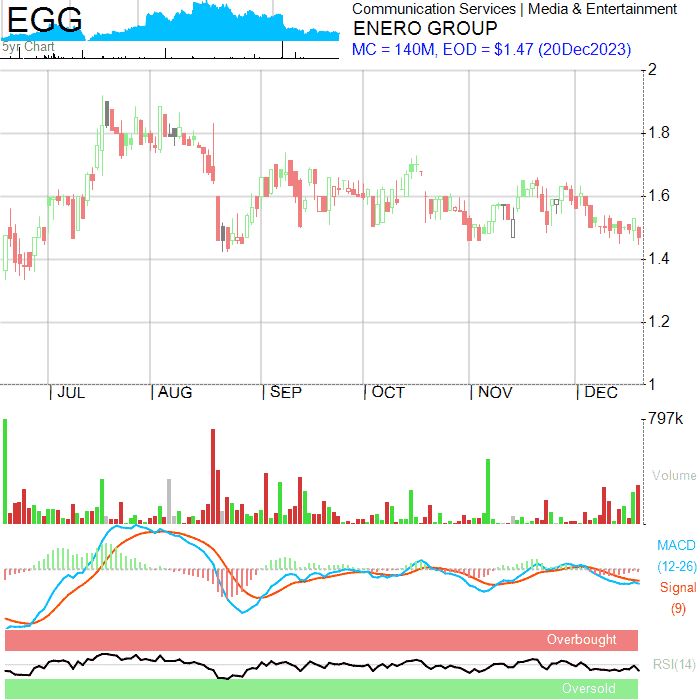 EGG
5yr Chart
Communication Services | Media & Entertainment
ENERO GROUP
MC = 140M, EOD = $1.47 (20Dec2023)
2
1.8
1.6
1.4
1.2
1
| JUL | AUG | SEP | OCT | NOV | DEC
797k
Volume
MACD
(12-26)
Signal
(9)
Overbought
RSI(14)
Oversold